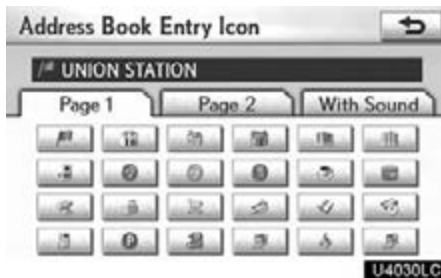 Address Book Entry Icon
UNION STATION
Page 1 Page 2 With Sound
U4030LC